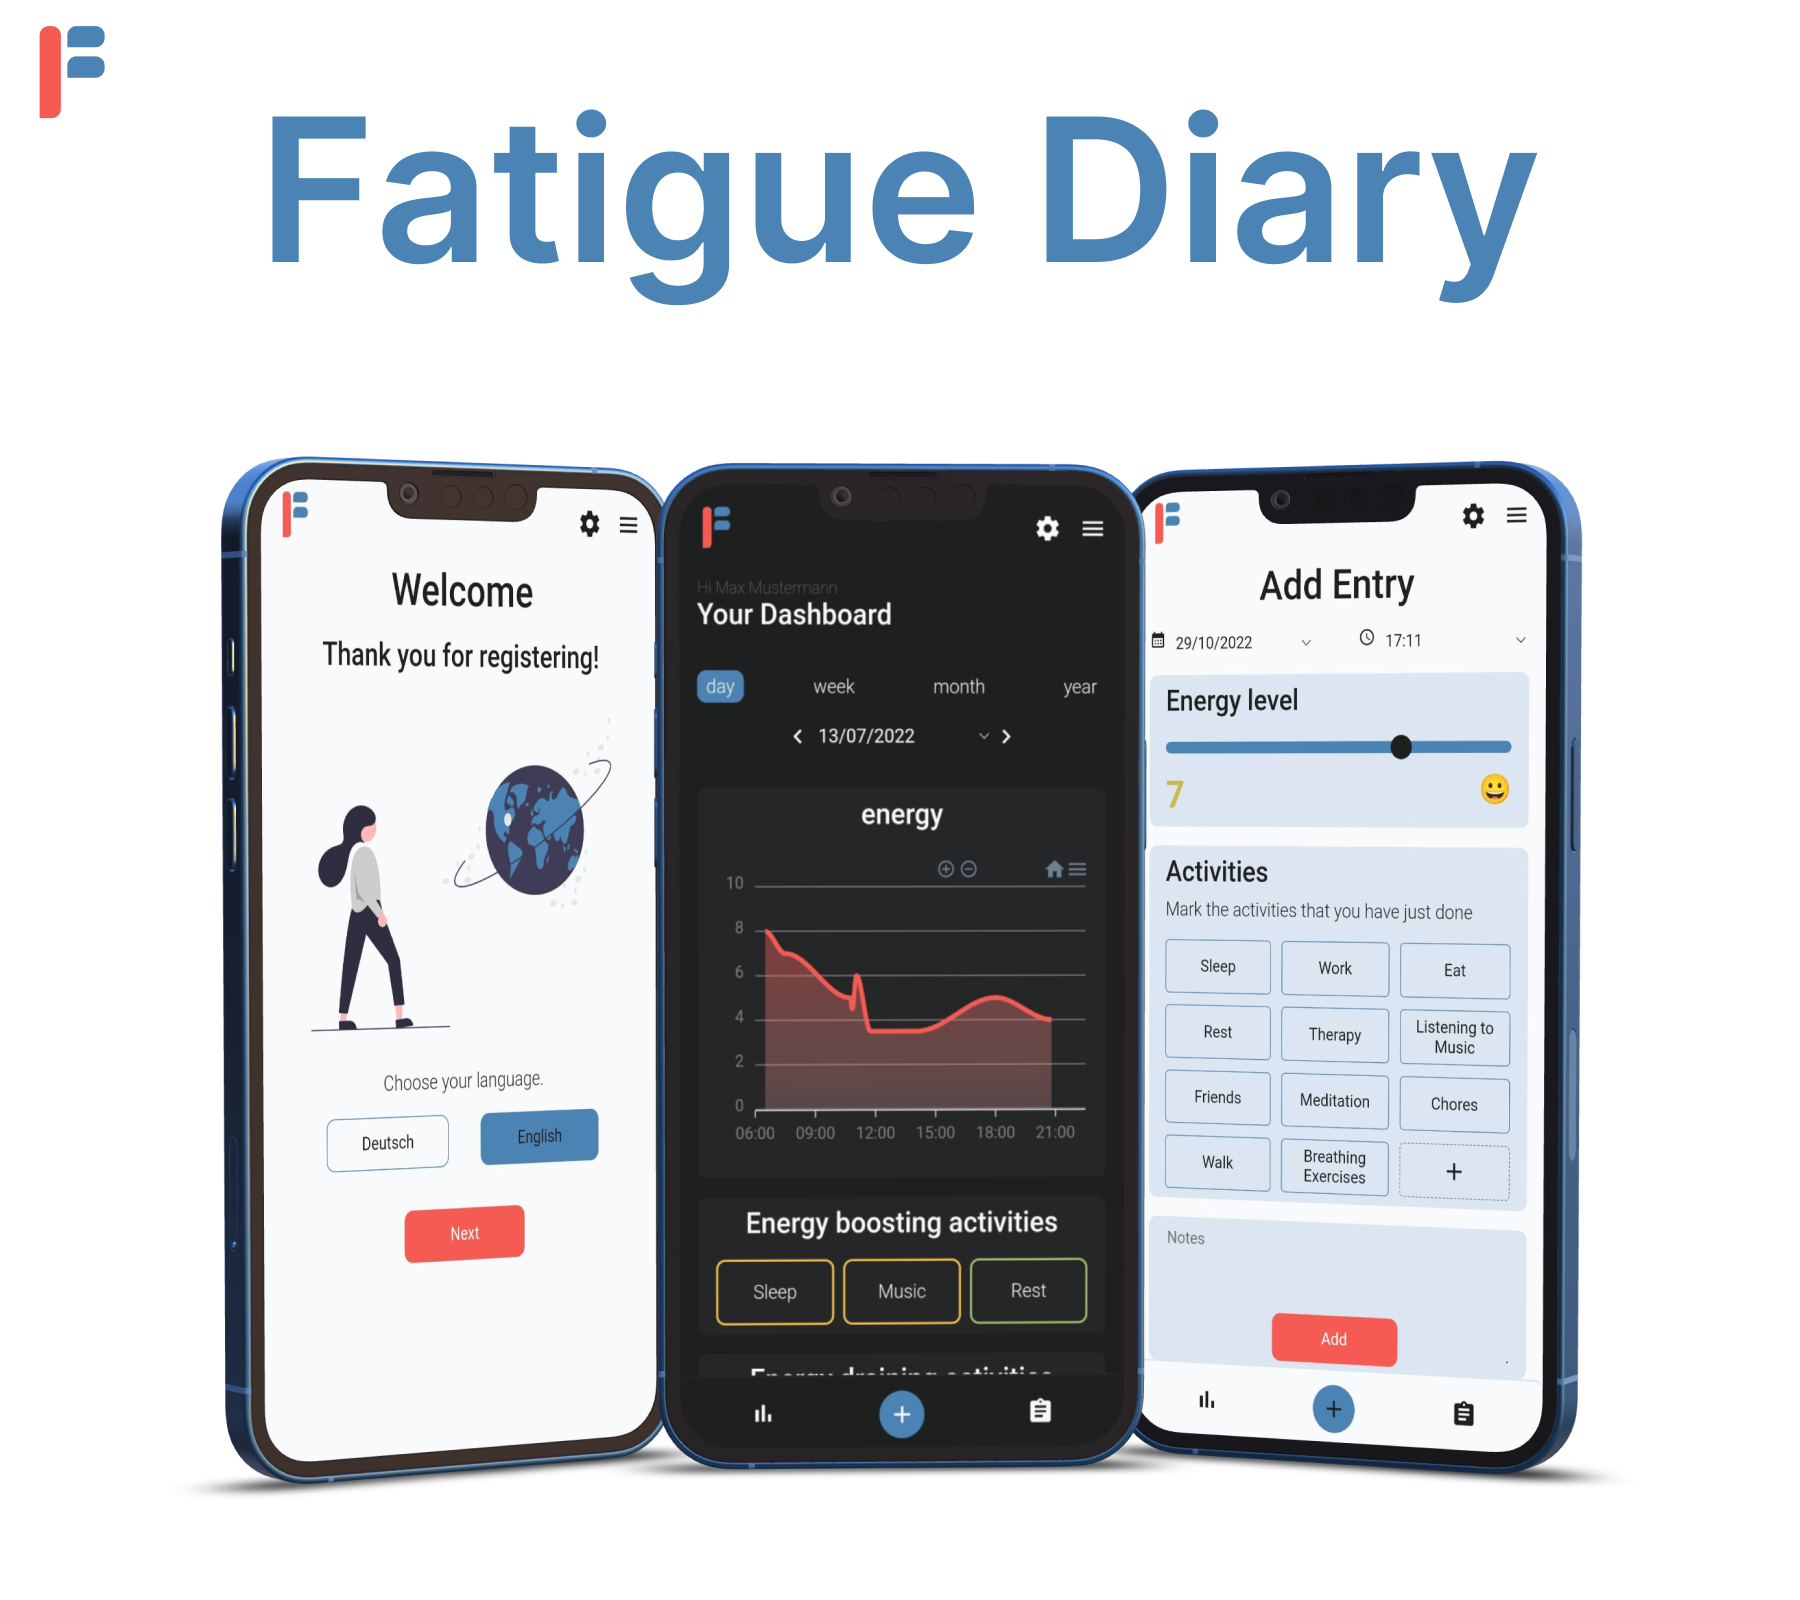 Fatigue Diary
Welcome
Thank you for registering!
Choose your language.
Deutsch English
Next
Hi Max Mustermann
Your Dashboard
day week month year
13/07/2022
energy
10
8
6
4
2
0
06:00 09:00 12:00 15:00 18:00 21:00
Energy boosting activities
Sleep Music Rest
Energy draining activities
Add Entry
29/10/2022 17:11
Energy level
7
Activities
Mark the activities that you have just done
Sleep Work Eat
Rest Therapy Listening to
Music
Friends Meditation Chores
Walk Breathing
Exercises +
Notes
Add